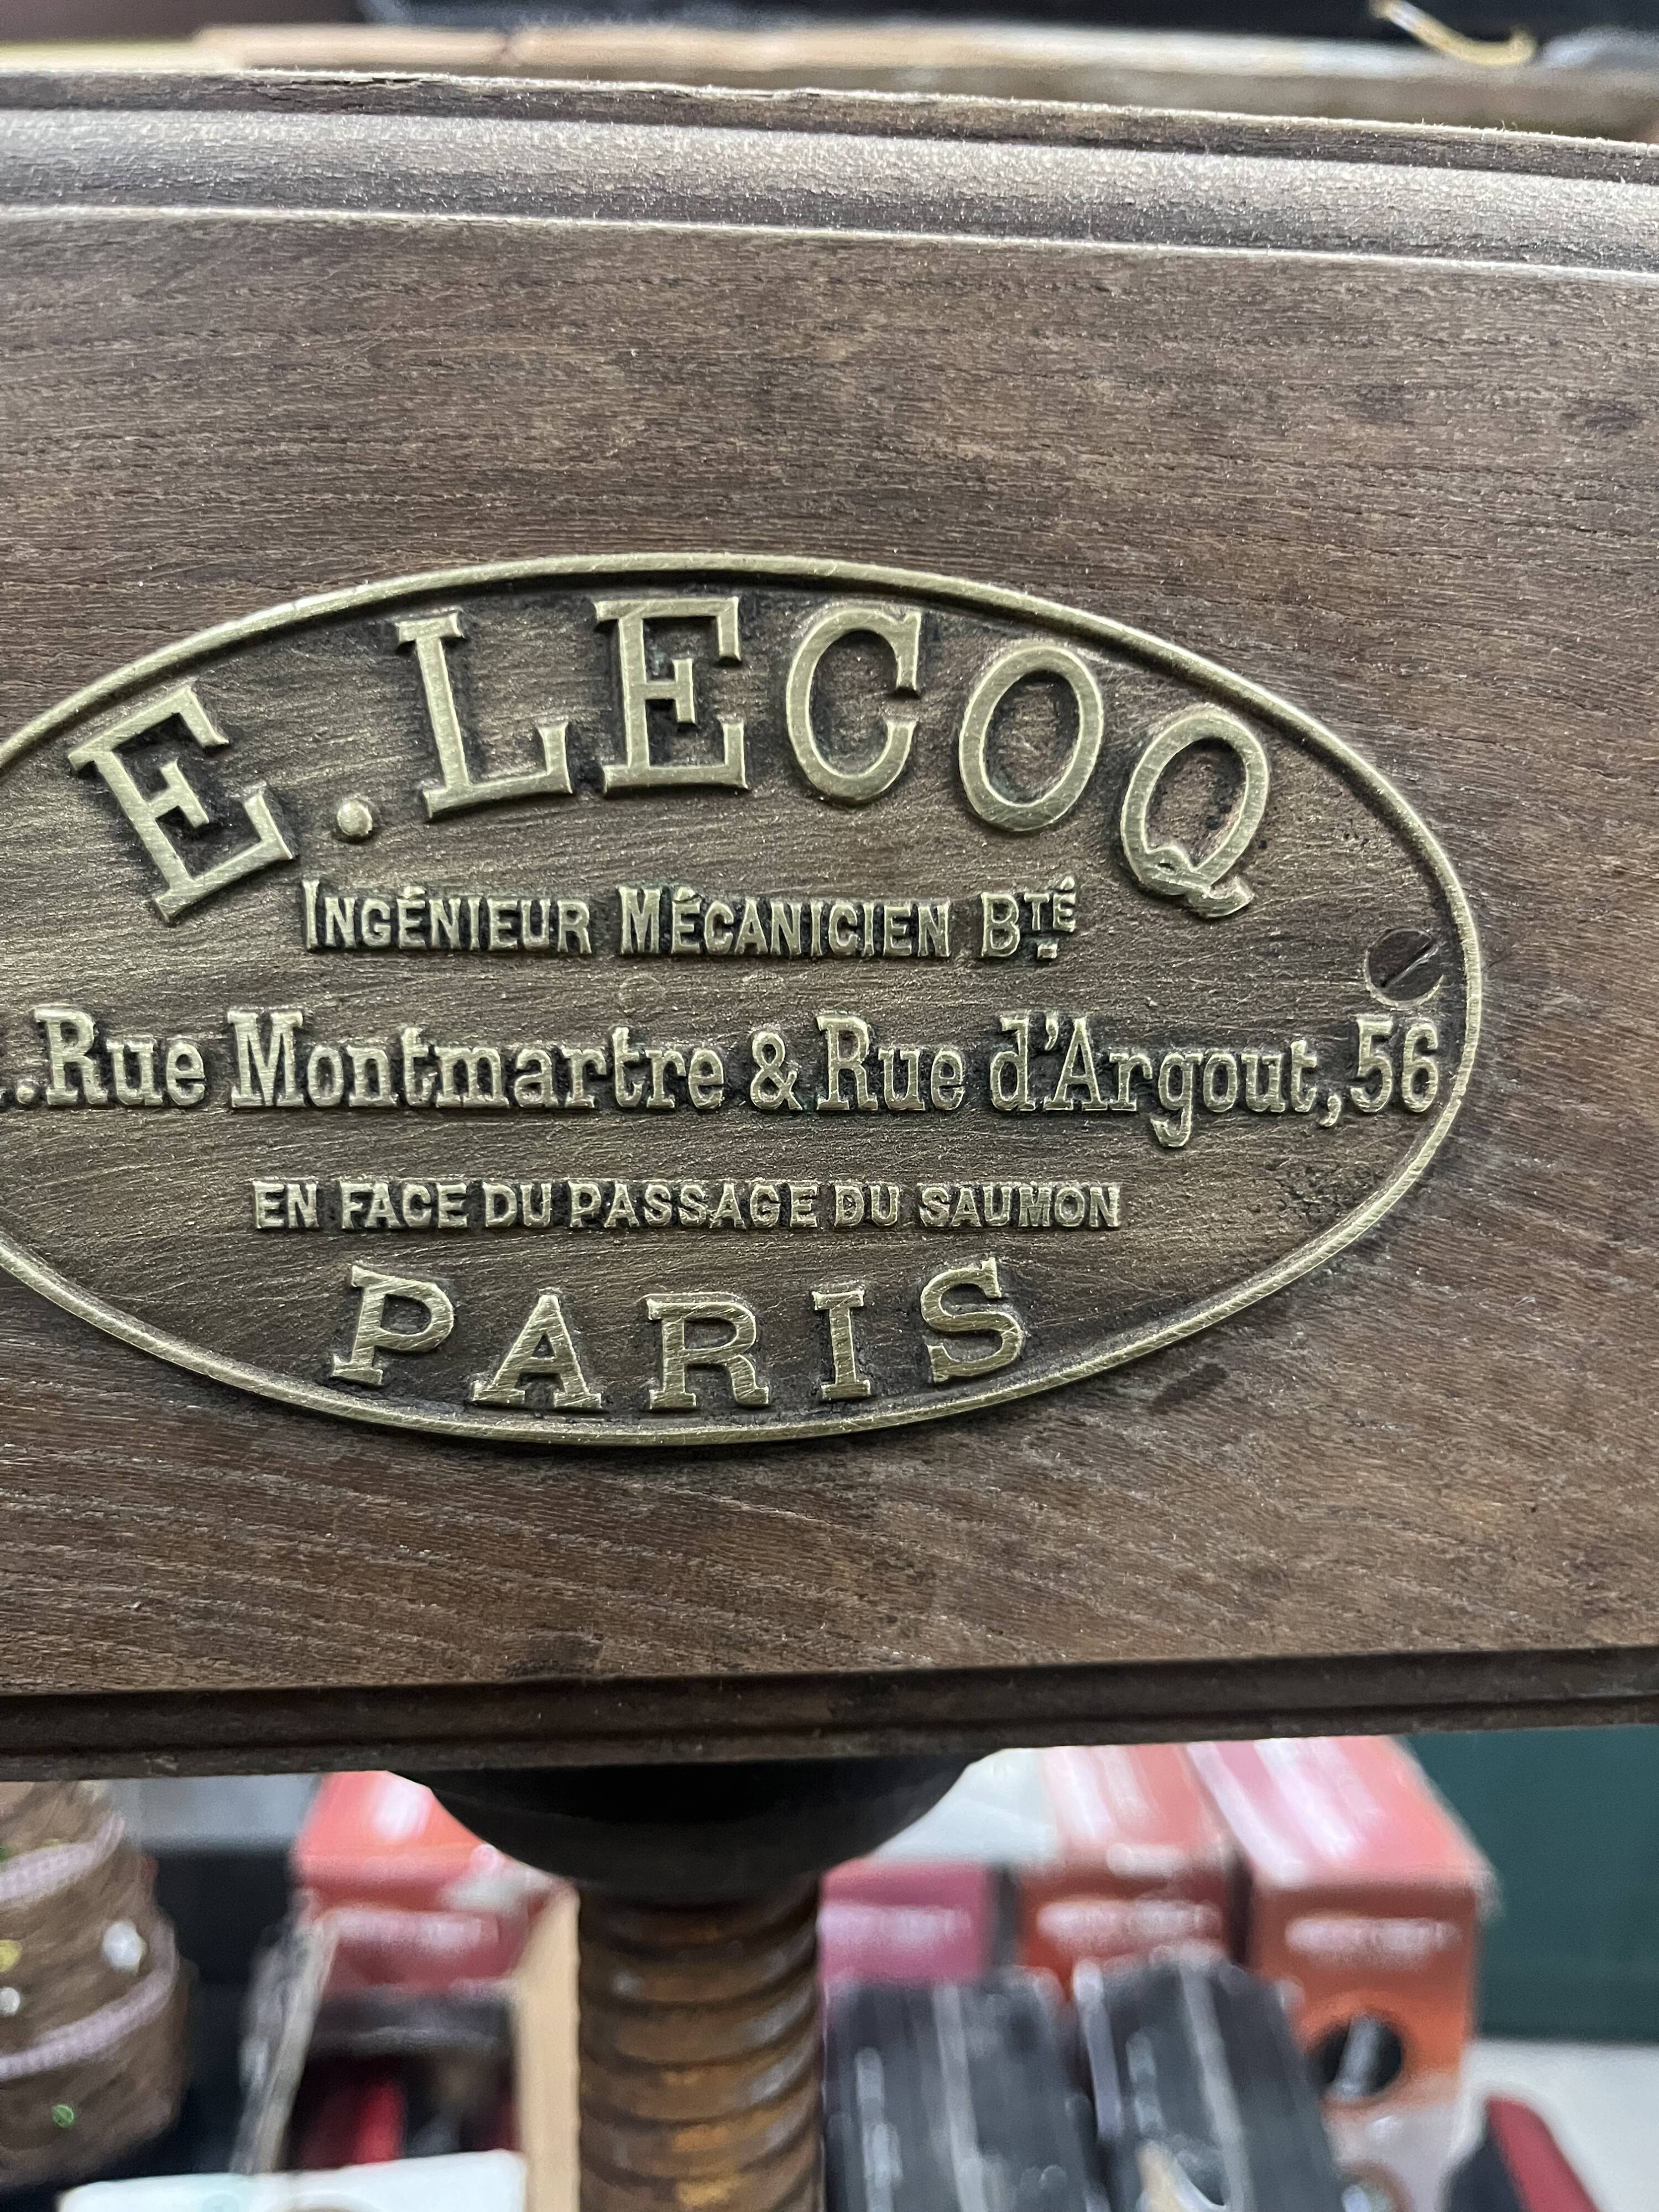 E. LECOQ
INGÉNIEUR MÉCANICIEN BTÉ
Rue Montmartre & Rue d'Argout, 56
EN FACE DU PASSAGE DU SAUMON
PARIS